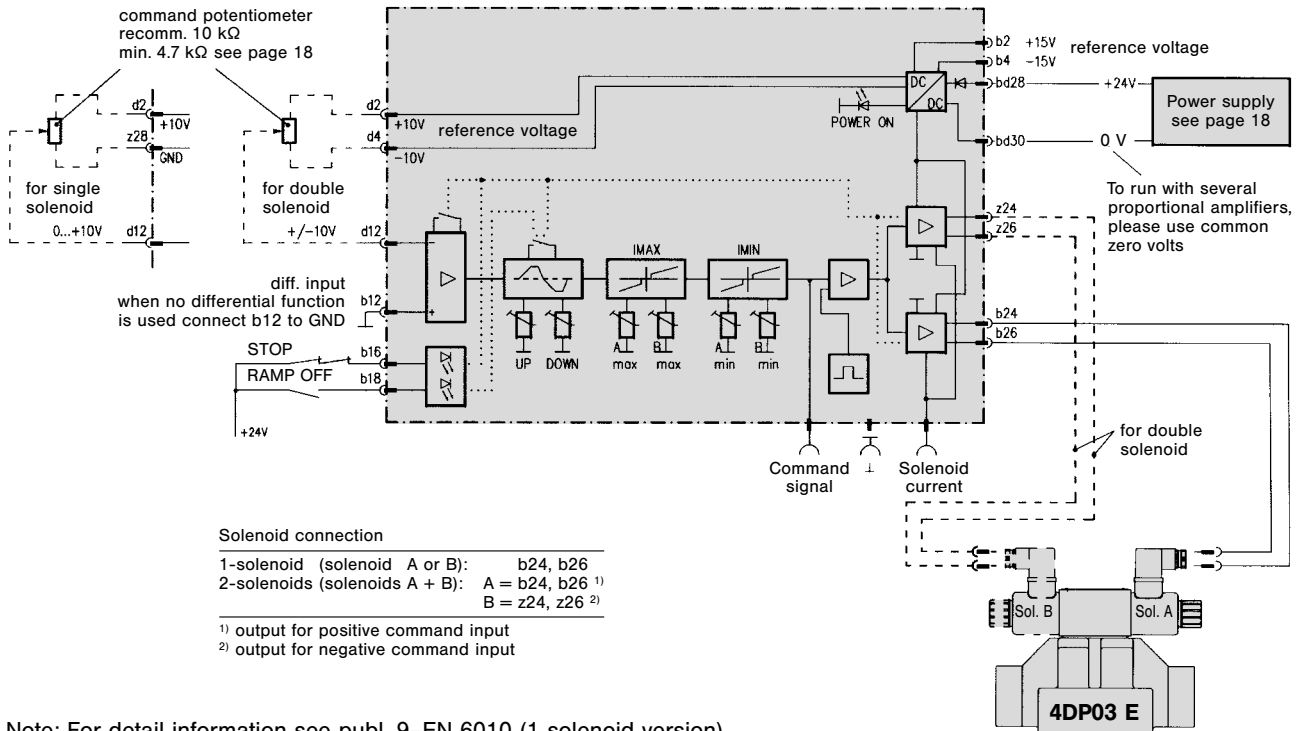 command potentiometer
recomm. 10 kΩ
min. 4.7 kΩ see page 18
d2
+10V
z28
GND
for single
solenoid
0...+10V
d12
d2
+10V
d4
-10V
reference voltage
for double
solenoid
+/-10V
d12
diff. input
when no differential function
is used connect b12 to GND
b12
STOP
b16
RAMP OFF
b18
+24V
-
+
UP
DOWN
IMAX
A
max
B
max
IMIN
A
min
B
min
POWER ON
DC
DC
b2 +15V
b4 -15V
reference voltage
bd28
+24V
bd30
0 V
Power supply
see page 18
To run with several
proportional amplifiers,
please use common
zero volts
z24
z26
b24
b26
for double
solenoid
Command
signal
Solenoid
current
Solenoid connection
1-solenoid (solenoid A or B): b24, b26
2-solenoids (solenoids A + B): A = b24, b26 1)
B = z24, z26 2)
1) output for positive command input
2) output for negative command input
Sol. B
Sol. A
4DP03 E
Note: For detail information see publ. 9. EN 6010 (1 solenoid version)